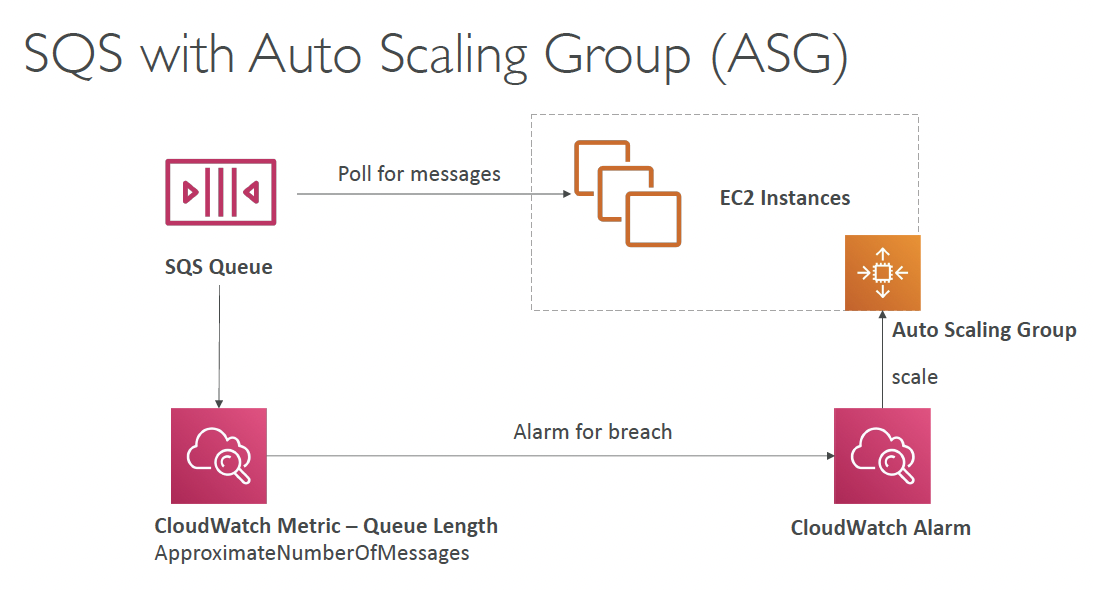 SQS with Auto Scaling Group (ASG)
Poll for messages
EC2 Instances
SQS Queue
Auto Scaling Group
scale
Alarm for breach
CloudWatch Metric – Queue Length
ApproximateNumberOfMessages
CloudWatch Alarm